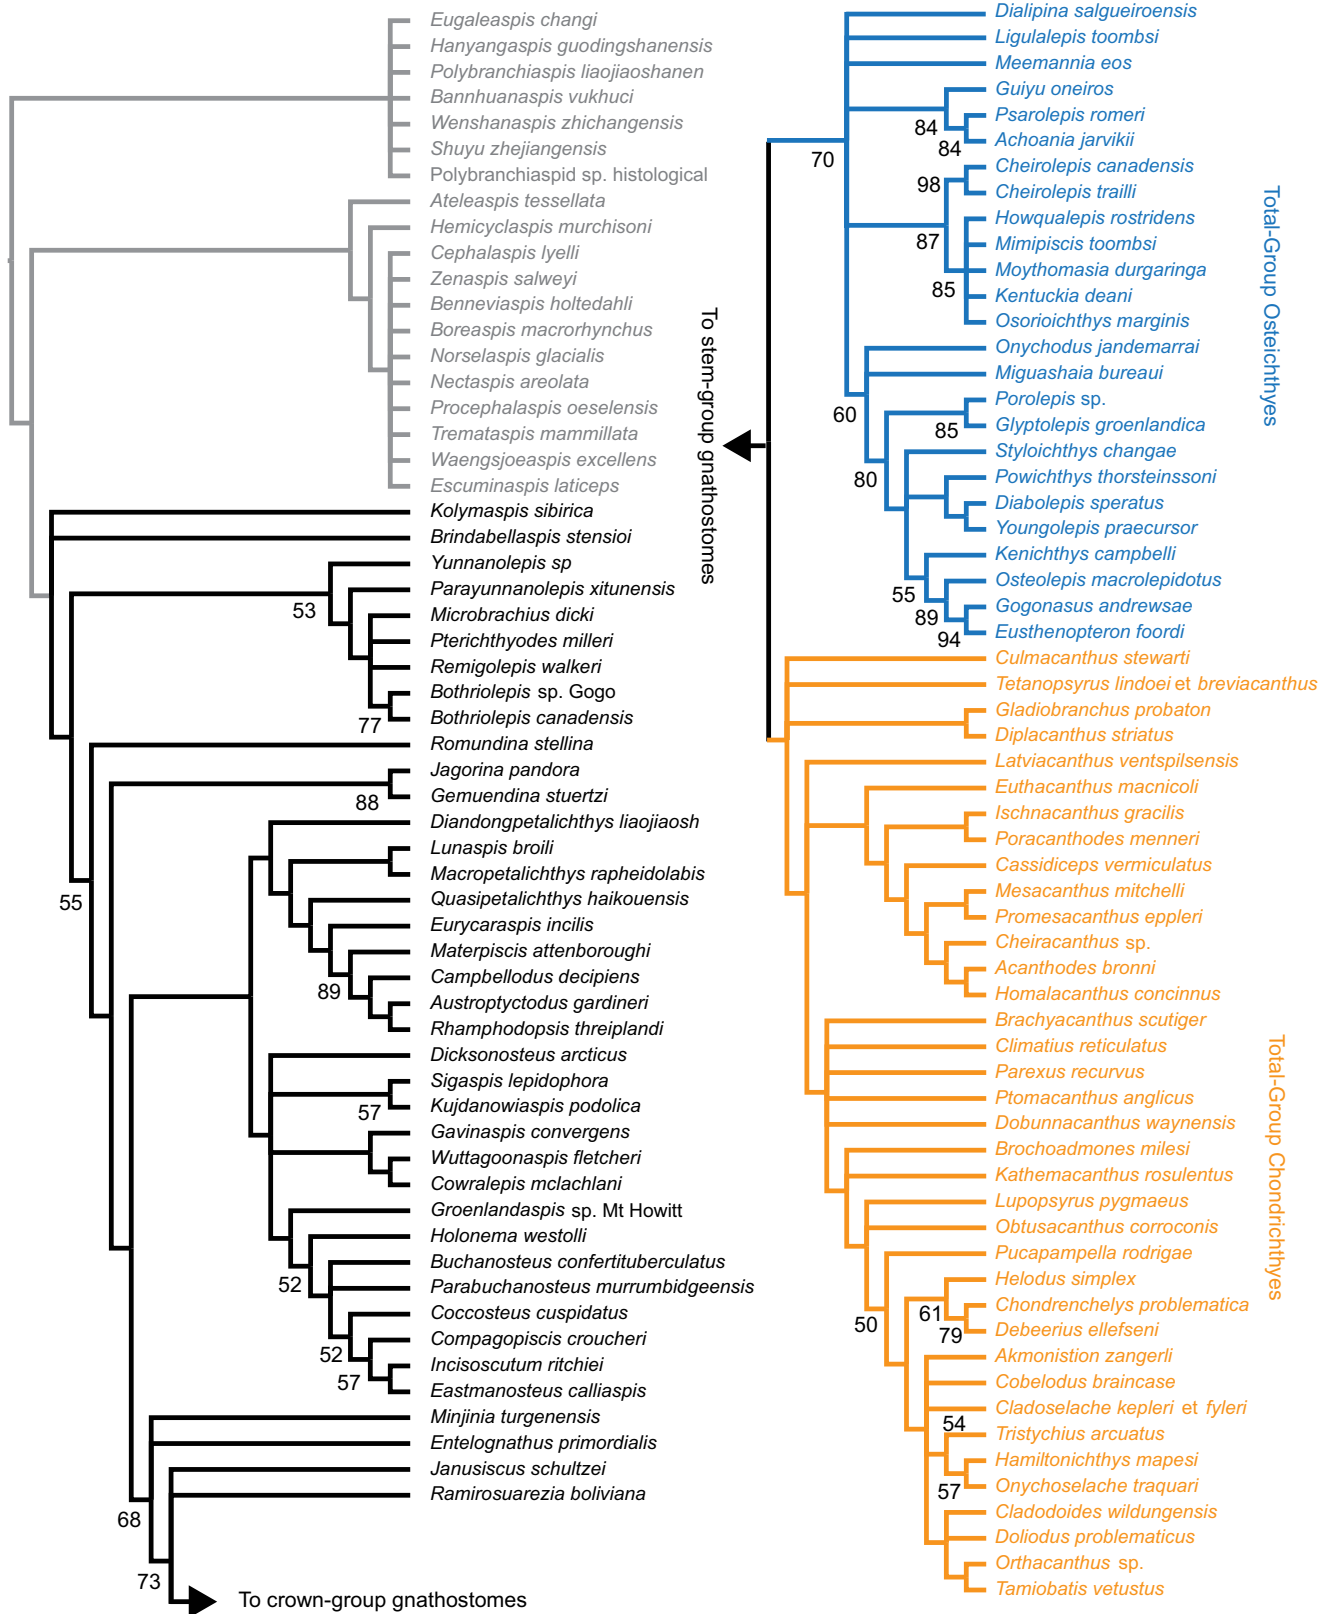 Eugaleaspis changi
Hanyangaspis guodingshanensis
Polybranchiaspis liaojiaoshanen
Bannhuanaspis vukhuci
Wenshanaspis zhichangensis
Shuyu zhejiangensis
Polybranchiaspid sp. histological
Ateleaspis tessellata
Hemicyclaspis murchisoni
Cephalaspis lyelli
Zenaspis salweyi
Benneviaspis holtedahli
Boreaspis macrorhynchus
Norselaspis glacialis
Nectaspis areolata
Procephalaspis oeselensis
Tremataspis mammillata
Waengsjoeaspis excellens
Escuminaspis laticeps
Kolymaspis sibirica
Brindabellaspis stensioi
Yunnanolepis sp
53
Parayunnanolepis xitunensis
Microbrachius dicki
Pterichthyodes milleri
Remigolepis walkeri
Bothriolepis sp. Gogo
77
Bothriolepis canadensis
Romundina stellina
Jagorina pandora
88
Gemuendina stuertzi
Diandongpetalichthys liaojiaosh
Lunaspis broili
Macropetalichthys rapheidolabis
55
Quasipetalichthys haikouensis
Eurycaraspis incilis
Materpiscis attenboroughi
89
Campbellodus decipiens
Austroptyctodus gardineri
Rhamphodopsis threiplandi
Dicksonosteus arcticus
Sigaspis lepidophora
57
Kujdanowiaspis podolica
Gavinaspis convergens
Wuttagoonaspis fletcheri
Cowralepis mclachlani
Groenlandaspis sp. Mt Howitt
Holonema westolli
52
Buchanosteus confertituberculatus
Parabuchanosteus murrumbidgeensis
Coccosteus cuspidatus
52
Compagopiscis croucheri
57
Incisoscutum ritchiei
Eastmanosteus calliaspis
Minjinia turgenensis
Entelognathus primordialis
Janusiscus schultzei
Ramirosuarezia boliviana
68
73
To crown-group gnathostomes
To stem-group gnathostomes
Dialipina salgueiroensis
Ligulalepis toombsi
Meemannia eos
Guiyu oneiros
84
Psarolepis romeri
84
Achoania jarvikii
70
Cheirolepis canadensis
98
Cheirolepis trailli
Howqualepis rostridens
87
Mimipiscis toombsi
Moythomasia durgaringa
85
Kentuckia deani
Osorioichthys marginis
Onychodus jandemarrai
Miguashaia bureaui
60
Porolepis sp.
85
Glyptolepis groenlandica
Styloichthys changae
80
Powichthys thorsteinssoni
Diabolepis speratus
Youngolepis praecursor
Kenichthys campbelli
55
Osteolepis macrolepidotus
89
Gogonasus andrewsae
94
Eusthenopteron foordi
Total-Group Osteichthyes
Culmacanthus stewarti
Tetanopsyrus lindoei et breviacanthus
Gladiobranchus probaton
Diplacanthus striatus
Latviacanthus ventspilsensis
Euthacanthus macnicoli
Ischnacanthus gracilis
Poracanthodes menneri
Cassidiceps vermiculatus
Mesacanthus mitchelli
Promesacanthus eppleri
Cheiracanthus sp.
Acanthodes bronni
Homalacanthus concinnus
Brachyacanthus scutiger
Climatius reticulatus
Parexus recurvus
Ptomacanthus anglicus
Dobunnacanthus waynensis
Brochoadmones milesi
Kathemacanthus rosulentus
Lupopsyrus pygmaeus
Obtusacanthus corroconis
Pucapampella rodrigae
50
Helodus simplex
61
Chondrenchelys problematica
79
Debeerius ellefseni
Akmonistion zangerli
Cobelodus braincase
Cladoselache kepleri et fyleri
54
Tristychius arcuatus
Hamiltonichthys mapesi
57
Onychoselache traquari
Cladodoides wildungensis
Doliodus problematicus
Orthacanthus sp.
Tamiobatis vetustus
Total-Group Chondrichthyes